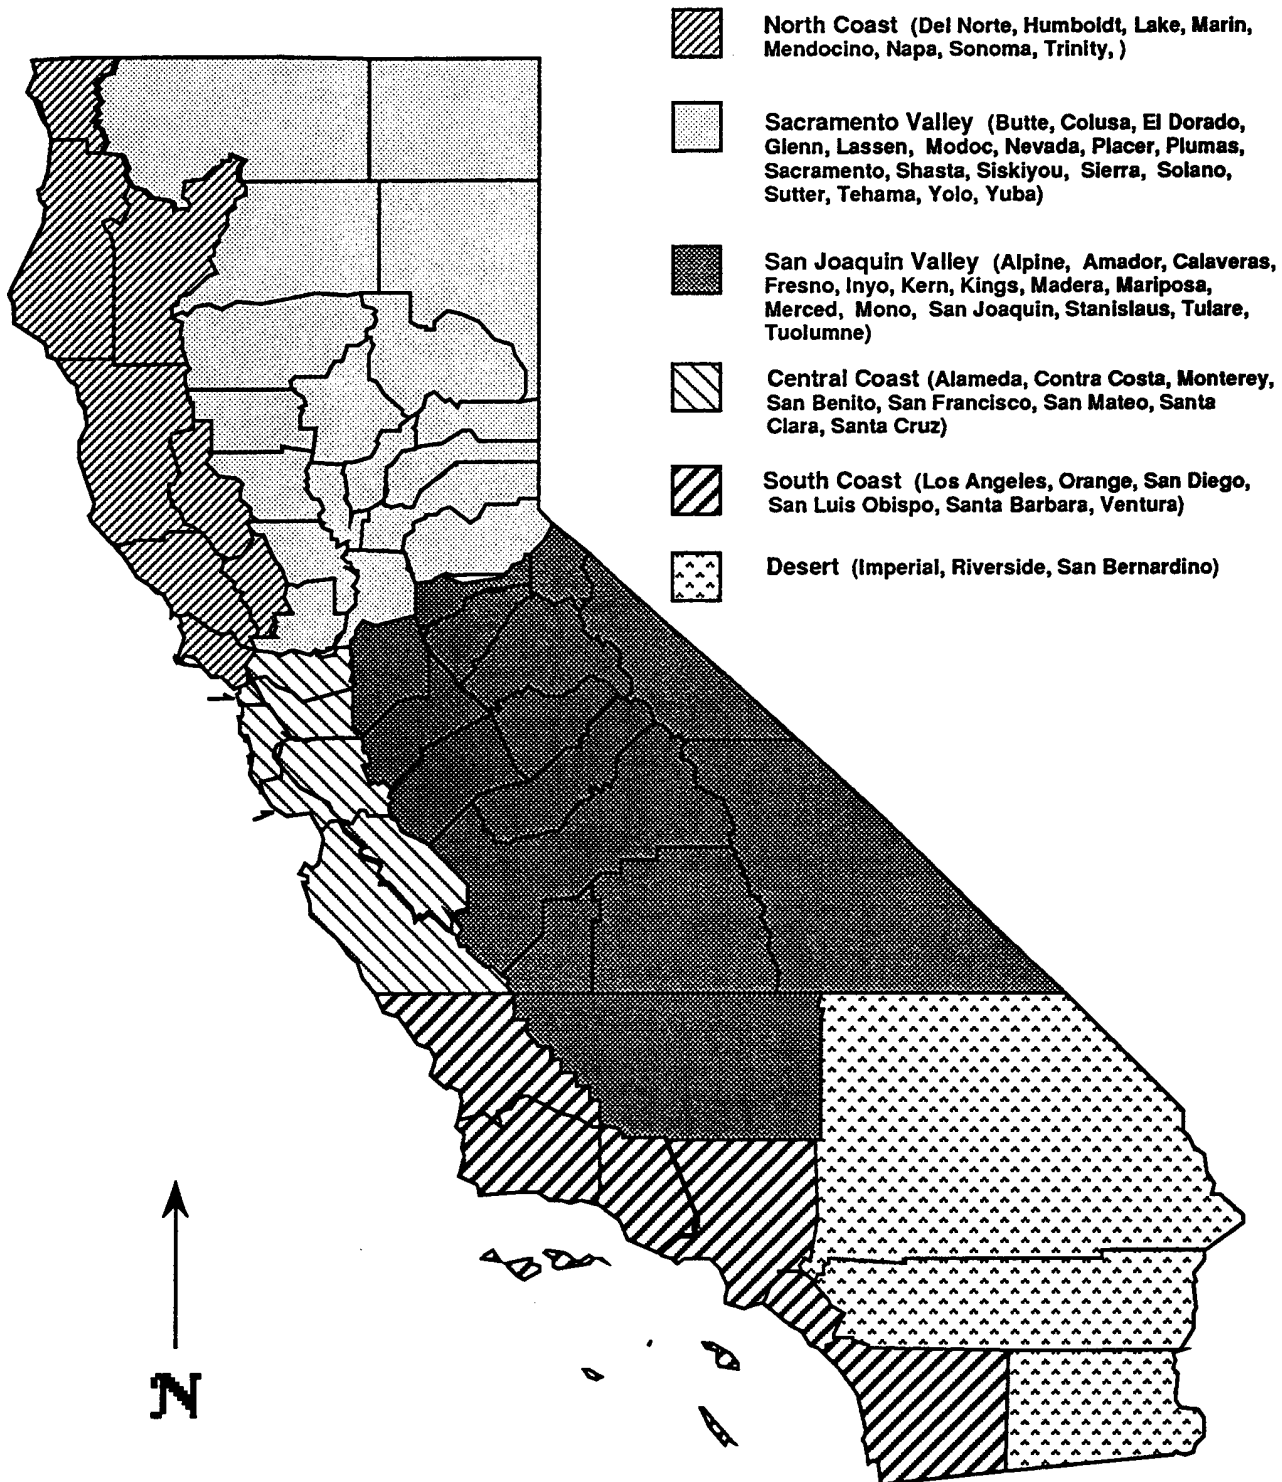 North Coast (Del Norte, Humboldt, Lake, Marin,
Mendocino, Napa, Sonoma, Trinity, )
Sacramento Valley (Butte, Colusa, El Dorado,
Glenn, Lassen, Modoc, Nevada, Placer, Plumas,
Sacramento, Shasta, Siskiyou, Sierra, Solano,
Sutter, Tehama, Yolo, Yuba)
San Joaquin Valley (Alpine, Amador, Calaveras,
Fresno, Inyo, Kern, Kings, Madera, Mariposa,
Merced, Mono, San Joaquin, Stanislaus, Tulare,
Tuolumne)
Central Coast (Alameda, Contra Costa, Monterey,
San Benito, San Francisco, San Mateo, Santa
Clara, Santa Cruz)
South Coast (Los Angeles, Orange, San Diego,
San Luis Obispo, Santa Barbara, Ventura)
Desert (Imperial, Riverside, San Bernardino)
N